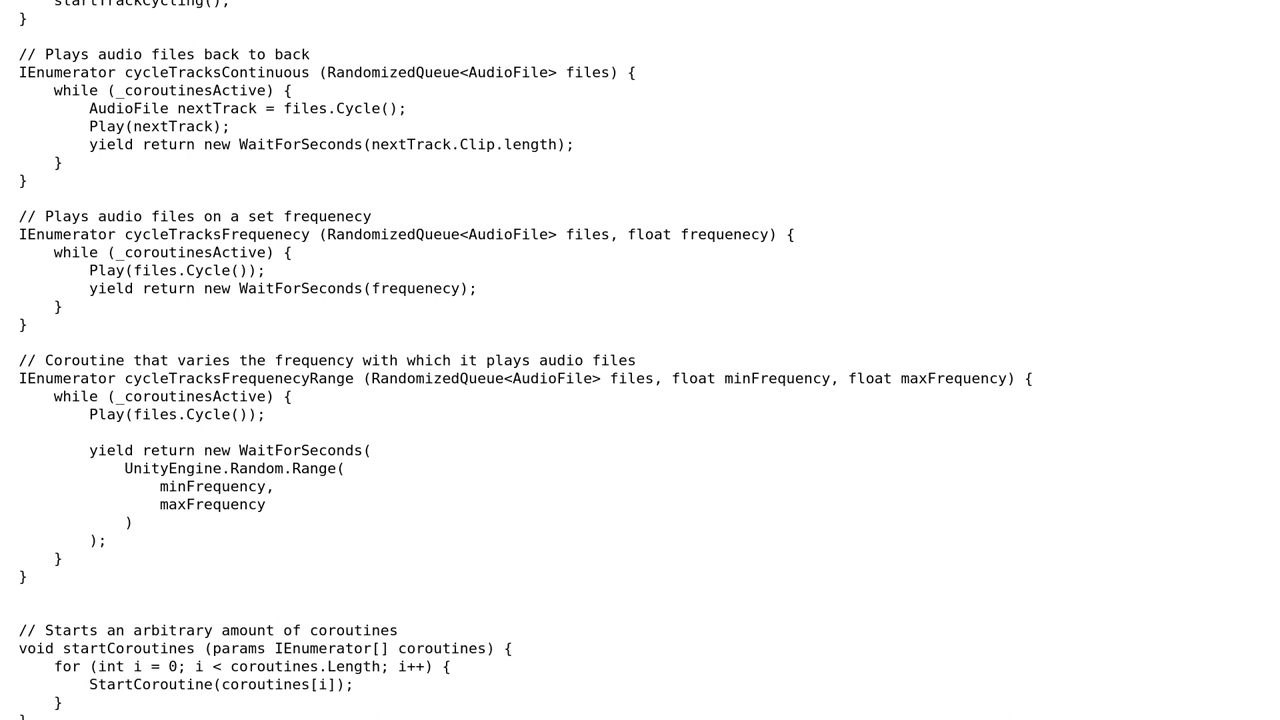 startTrackCycling();
}

// Plays audio files back to back
IEnumerator cycleTracksContinuous (RandomizedQueue<AudioFile> files) {
    while (_coroutinesActive) {
        AudioFile nextTrack = files.Cycle();
        Play(nextTrack);
        yield return new WaitForSeconds(nextTrack.Clip.length);
    }
}

// Plays audio files on a set frequenecy
IEnumerator cycleTracksFrequenecy (RandomizedQueue<AudioFile> files, float frequenecy) {
    while (_coroutinesActive) {
        Play(files.Cycle());
        yield return new WaitForSeconds(frequenecy);
    }
}

// Coroutine that varies the frequency with which it plays audio files
IEnumerator cycleTracksFrequenecyRange (RandomizedQueue<AudioFile> files, float minFrequency, float maxFrequency) {
    while (_coroutinesActive) {
        Play(files.Cycle());

        yield return new WaitForSeconds(
            UnityEngine.Random.Range(
                minFrequency,
                maxFrequency
            )
        );
    }
}


// Starts an arbitrary amount of coroutines
void startCoroutines (params IEnumerator[] coroutines) {
    for (int i = 0; i < coroutines.Length; i++) {
        StartCoroutine(coroutines[i]);
    }
}